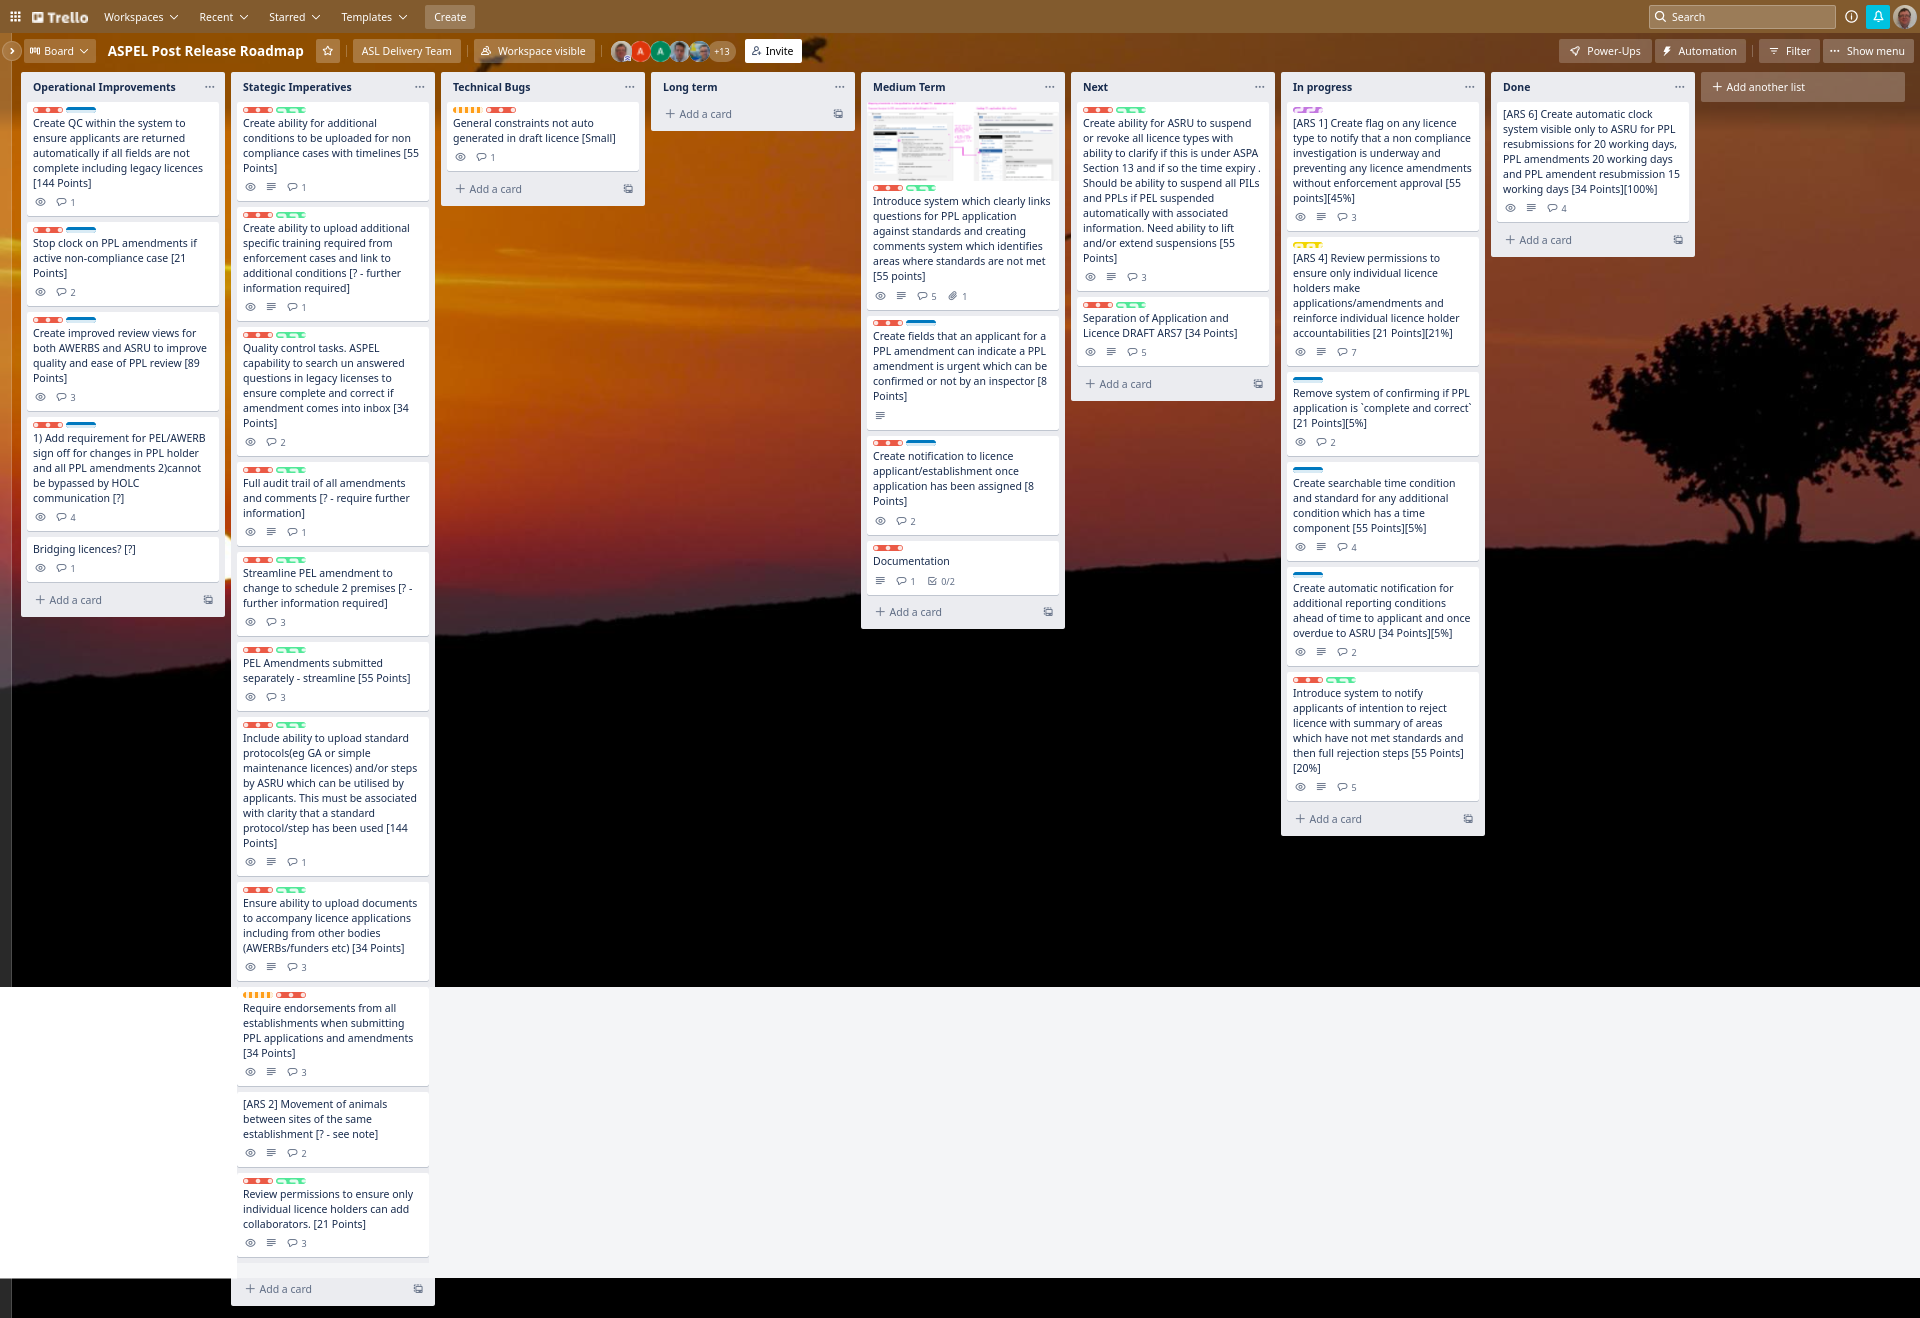 Trello
Workspaces
Recent
Starred
Templates
Create
Search
Board
ASPEL Post Release Roadmap
ASL Delivery Team
Workspace visible
A
A
+13
Invite
Power-Ups
Automation
Filter
Show menu
Operational Improvements
Create QC within the system to
ensure applicants are returned
automatically if all fields are not
complete including legacy licences
[144 Points]
1
Stop clock on PPL amendments if
active non-compliance case [21
Points]
2
Create improved review views for
both AWERBS and ASRU to improve
quality and ease of PPL review [89
Points]
3
1) Add requirement for PEL/AWERB
sign off for changes in PPL holder
and all PPL amendments 2)cannot
be bypassed by HOLC
communication [?]
4
Bridging licences? [?]
1
Add a card
Stategic Imperatives
Create ability for additional
conditions to be uploaded for non
compliance cases with timelines [55
Points]
1
Create ability to upload additional
specific training required from
enforcement cases and link to
additional conditions [? - further
information required]
1
Quality control tasks. ASPEL
capability to search un answered
questions in legacy licenses to
ensure complete and correct if
amendment comes into inbox [34
Points]
2
Full audit trail of all amendments
and comments [? - require further
information]
1
Streamline PEL amendment to
change to schedule 2 premises [? -
further information required]
3
PEL Amendments submitted
separately - streamline [55 Points]
3
Include ability to upload standard
protocols(eg GA or simple
maintenance licences) and/or steps
by ASRU which can be utilised by
applicants. This must be associated
with clarity that a standard
protocol/step has been used [144
Points]
1
Ensure ability to upload documents
to accompany licence applications
including from other bodies
(AWERBs/funders etc) [34 Points]
3
Require endorsements from all
establishments when submitting
PPL applications and amendments
[34 Points]
3
[ARS 2] Movement of animals
between sites of the same
establishment [? - see note]
2
Review permissions to ensure only
individual licence holders can add
collaborators. [21 Points]
3
Add a card
Technical Bugs
General constraints not auto
generated in draft licence [Small]
1
Add a card
Long term
Add a card
Medium Term
Introduce system which clearly links
questions for PPL application
against standards and creating
comments system which identifies
areas where standards are not met
[55 points]
5
1
Create fields that an applicant for a
PPL amendment can indicate a PPL
amendment is urgent which can be
confirmed or not by an inspector [8
Points]
Create notification to licence
applicant/establishment once
application has been assigned [8
Points]
2
Documentation
1
0/2
Add a card
Next
Create ability for ASRU to suspend
or revoke all licence types with
ability to clarify if this is under ASPA
Section 13 and if so the time expiry .
Should be ability to suspend all PILs
and PPLs if PEL suspended
automatically with associated
information. Need ability to lift
and/or extend suspensions [55
Points]
3
Separation of Application and
Licence DRAFT ARS7 [34 Points]
5
Add a card
In progress
[ARS 1] Create flag on any licence
type to notify that a non compliance
investigation is underway and
preventing any licence amendments
without enforcement approval [55
points][45%]
3
[ARS 4] Review permissions to
ensure only individual licence
holders make
applications/amendments and
reinforce individual licence holder
accountabilities [21 Points][21%]
7
Remove system of confirming if PPL
application is `complete and correct`
[21 Points][5%]
2
Create searchable time condition
and standard for any additional
condition which has a time
component [55 Points][5%]
4
Create automatic notification for
additional reporting conditions
ahead of time to applicant and once
overdue to ASRU [34 Points][5%]
2
Introduce system to notify
applicants of intention to reject
licence with summary of areas
which have not met standards and
then full rejection steps [55 Points]
[20%]
5
Add a card
Done
[ARS 6] Create automatic clock
system visible only to ASRU for PPL
resubmissions for 20 working days,
PPL amendments 20 working days
and PPL amendent resubmission 15
working days [34 Points][100%]
4
Add a card
Add another list